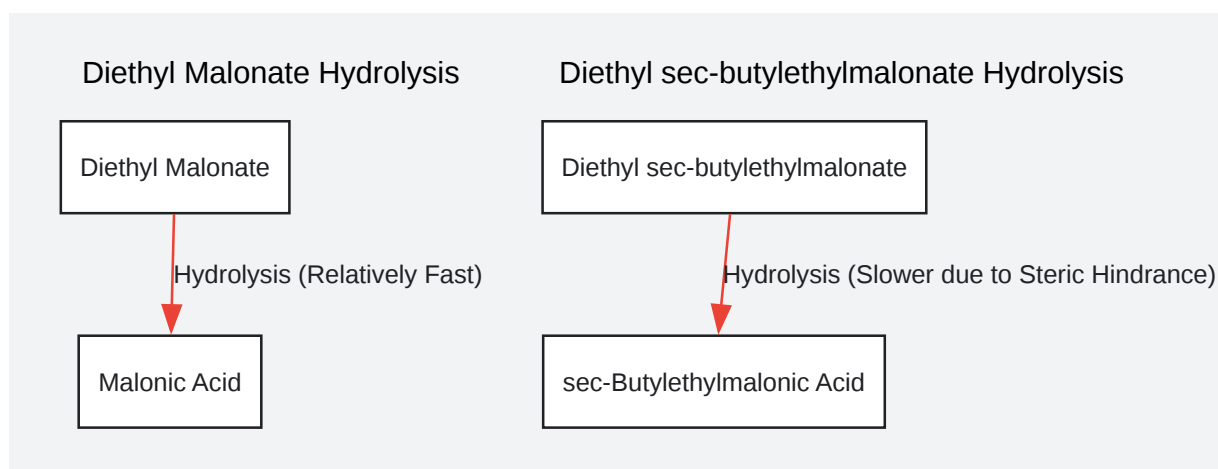 Diethyl Malonate Hydrolysis
Diethyl Malonate
Hydrolysis (Relatively Fast)
Malonic Acid
Diethyl sec-butylethylmalonate Hydrolysis
Diethyl sec-butylethylmalonate
Hydrolysis (Slower due to Steric Hindrance)
sec-Butylethylmalonic Acid